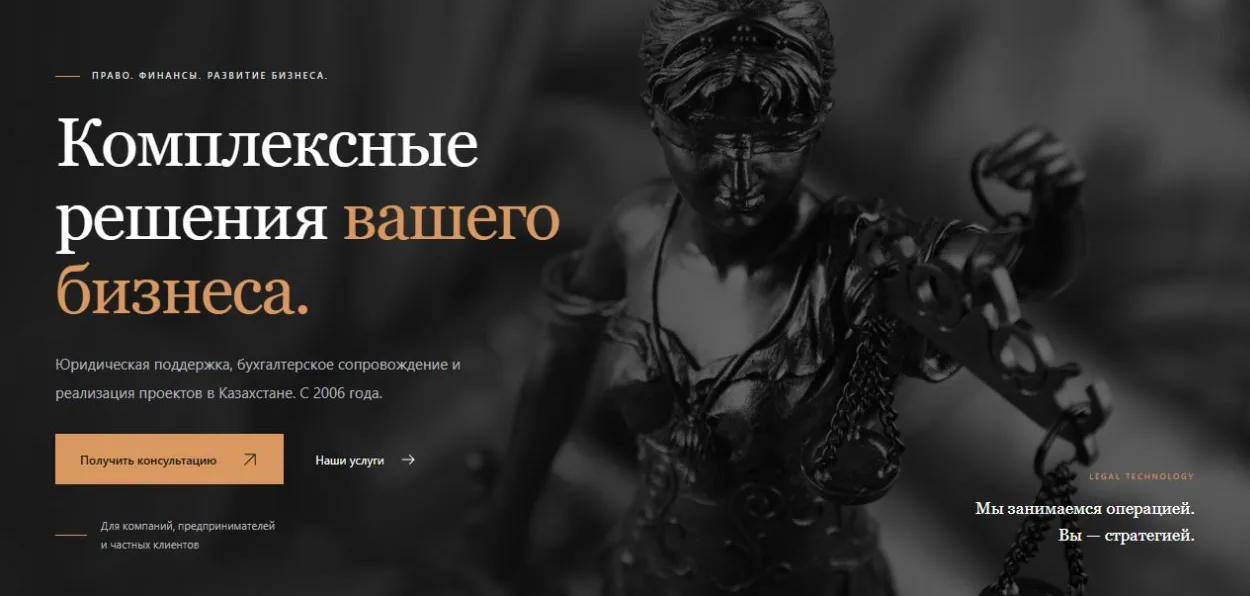 ПРАВО. ФИНАНСЫ. РАЗВИТИЕ БИЗНЕСА.
Комплексные
решения вашего
бизнеса.
Юридическая поддержка, бухгалтерское сопровождение и
реализация проектов в Казахстане. С 2006 года.
Получить консультацию
Наши услуги
Для компаний, предпринимателей
и частных клиентов
LEGAL TECHNOLOGY
Мы занимаемся операцией.
Вы — стратегией.